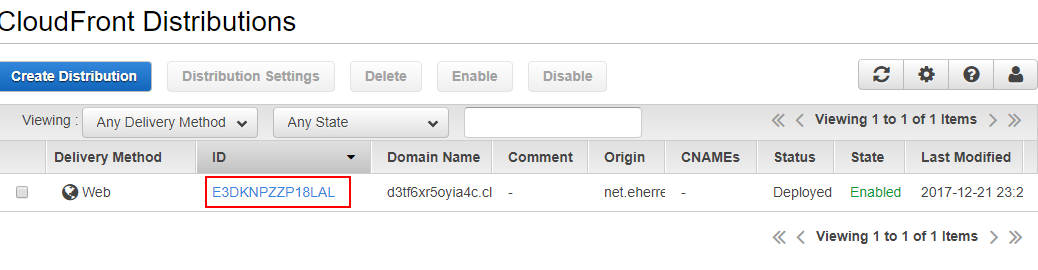 CloudFront Distributions
Create Distribution Distribution Settings Delete Enable Disable
Viewing : Any Delivery Method Any State Viewing 1 to 1 of 1 Items
Delivery Method ID Domain Name Comment Origin CNAMEs Status State Last Modified
Web E3DKNPZZP18LAL d3tf6xr5oyia4c.cl - net.eherre - Deployed Enabled 2017-12-21 23:2
Viewing 1 to 1 of 1 Items